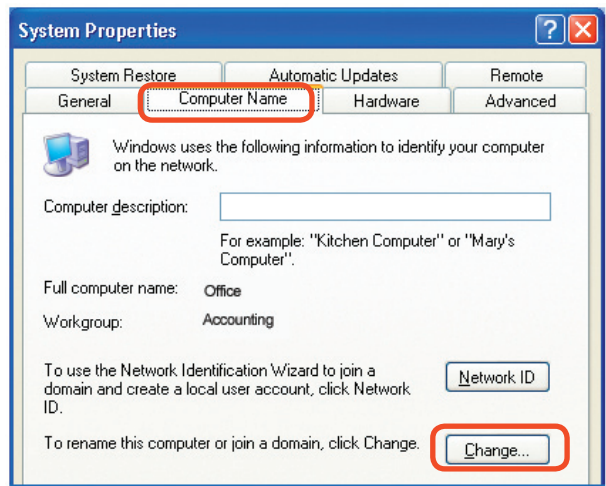 System Properties
System Restore Automatic Updates Remote
General Computer Name Hardware Advanced
Windows uses the following information to identify your computer
on the network.
Computer description:
For example: "Kitchen Computer" or "Mary's
Computer".
Full computer name: Office
Workgroup: Accounting
To use the Network Identification Wizard to join a
domain and create a local user account, click Network
ID.
Network ID
To rename this computer or join a domain, click Change.
Change...